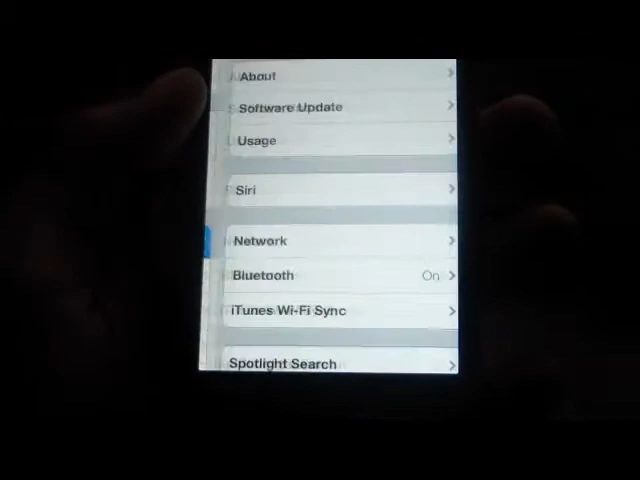 About
Software Update
Usage
Siri
Network
Bluetooth On
iTunes Wi-Fi Sync
Spotlight Search